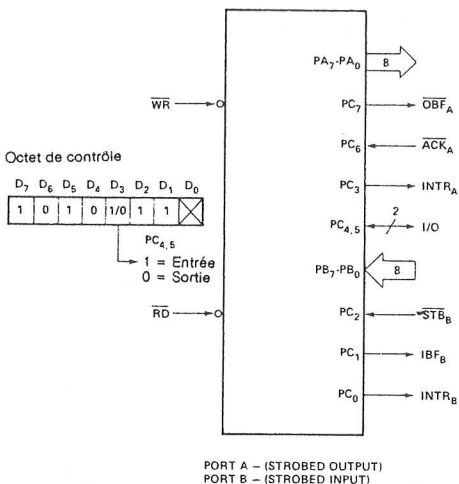 PA7-PA0 8
WR PC7 OBFA
PC6 ACKA
Octet de contrôle
D7 D6 D5 D4 D3 D2 D1 D0
PC3 INTRA
1 0 1 0 1/0 1 1
PC4,5 2 I/O
PC4,5
1 = Entrée
0 = Sortie
PB7-PB0 8
RD PC2 STBB
PC1 IBFB
PC0 INTRB
PORT A – (STROBED OUTPUT)
PORT B – (STROBED INPUT)